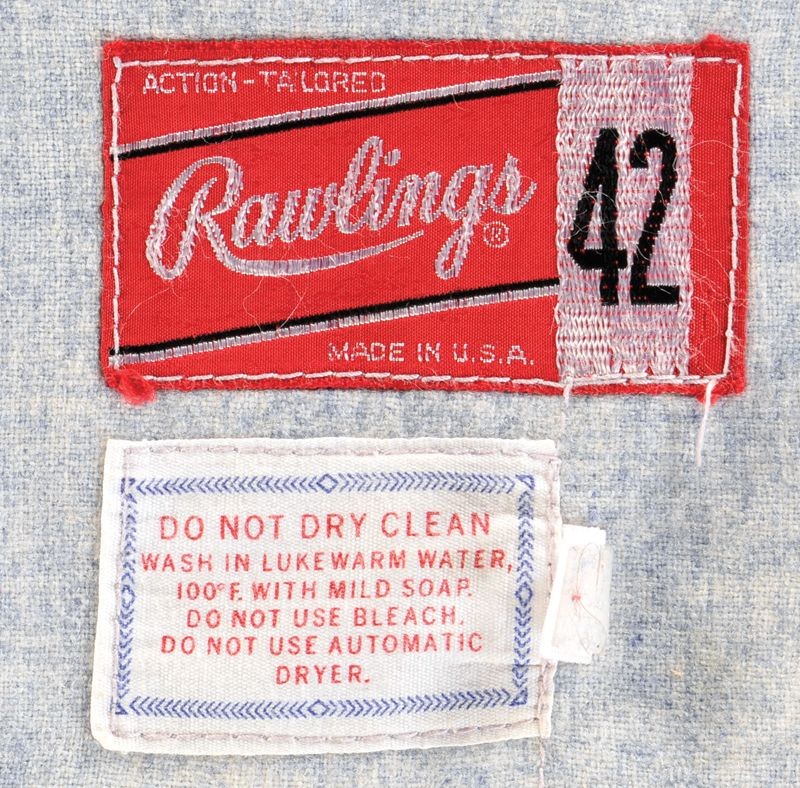 ACTION-TAILORED
Rawlings®
42
MADE IN U.S.A.
DO NOT DRY CLEAN
WASH IN LUKEWARM WATER,
100°F. WITH MILD SOAP.
DO NOT USE BLEACH.
DO NOT USE AUTOMATIC
DRYER.